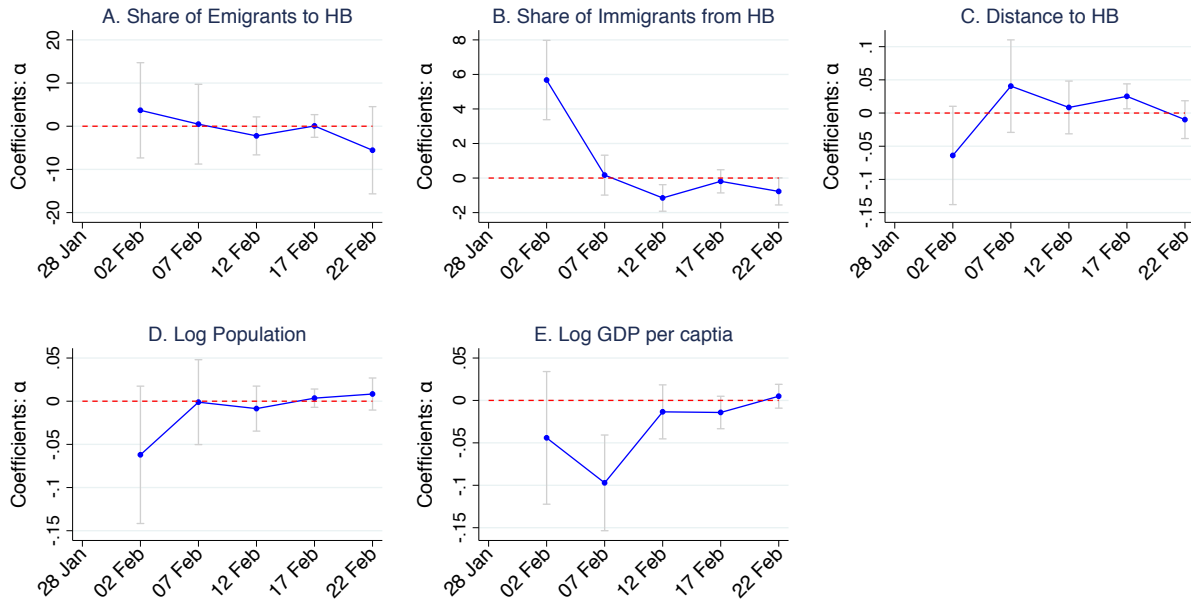 A. Share of Emigrants to HB
Coefficients: α
20
10
0
-10
-20
28 Jan
02 Feb
07 Feb
12 Feb
17 Feb
22 Feb
B. Share of Immigrants from HB
Coefficients: α
8
6
4
2
0
-2
28 Jan
02 Feb
07 Feb
12 Feb
17 Feb
22 Feb
C. Distance to HB
Coefficients: α
.1
.05
0
-.05
-.1
-.15
28 Jan
02 Feb
07 Feb
12 Feb
17 Feb
22 Feb
D. Log Population
Coefficients: α
.05
0
-.05
-.1
-.15
28 Jan
02 Feb
07 Feb
12 Feb
17 Feb
22 Feb
E. Log GDP per captia
Coefficients: α
.05
0
-.05
-.1
-.15
28 Jan
02 Feb
07 Feb
12 Feb
17 Feb
22 Feb